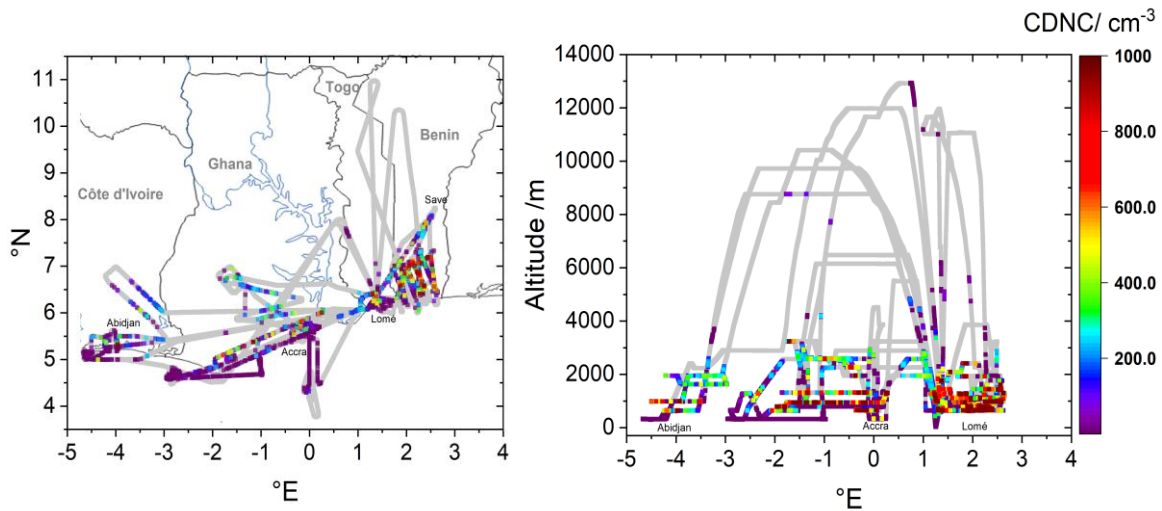 CDNC/ cm-3
11
10
9
8
7
6
5
4
°N
Togo
Benin
Ghana
Côte d'Ivoire
Save
Abidjan
Lomé
Accra
-5 -4 -3 -2 -1 0 1 2 3 4
°E
14000
12000
10000
8000
6000
4000
2000
0
Altitude /m
Abidjan Accra Lomé
-5 -4 -3 -2 -1 0 1 2 3 4
°E
1000
800.0
600.0
400.0
200.0